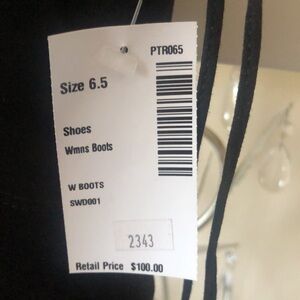 PTR065
Size 6.5
Shoes
Wmns Boots
W BOOTS
SWD001
2343
Retail Price $100.00